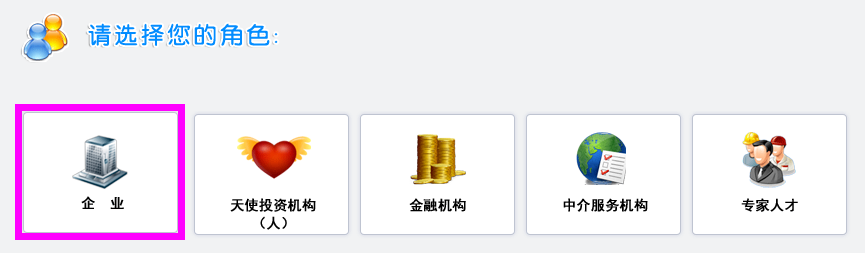 请选择您的角色:
企 业
天使投资机构
（人）
金融机构
中介服务机构
专家人才